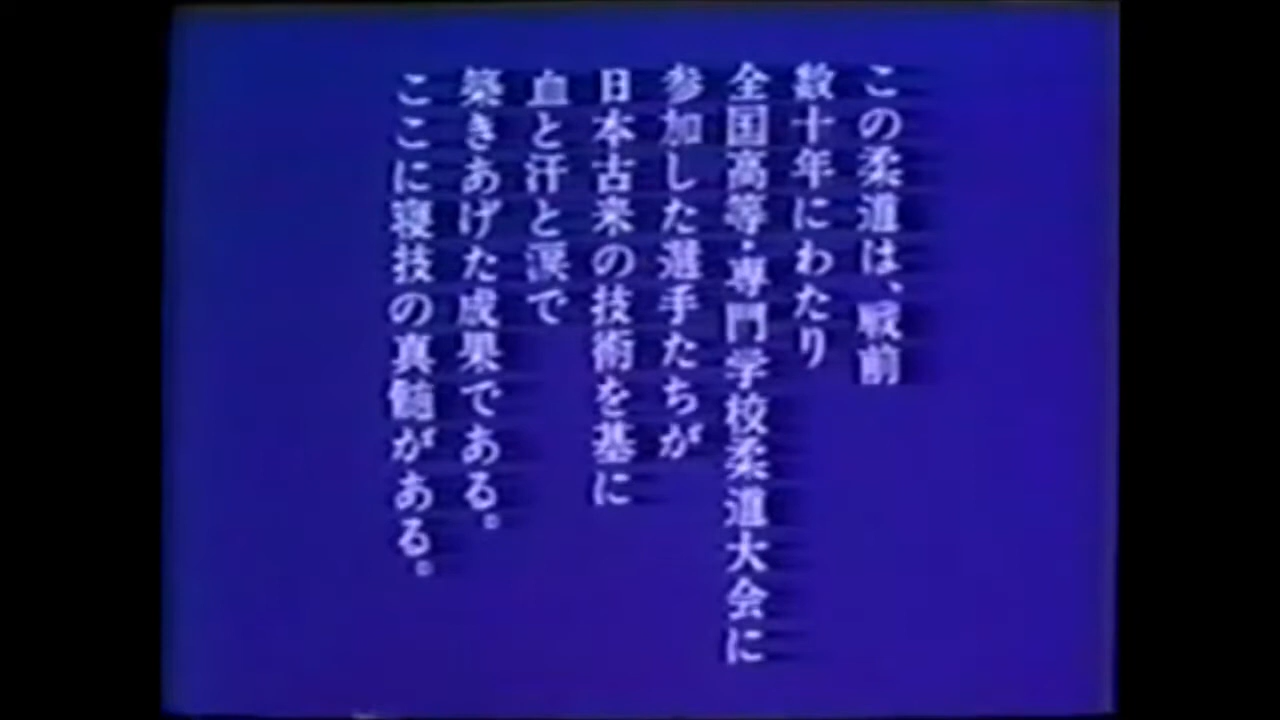 この柔道は、戦前
数十年にわたり
全国高等・専門学校柔道大会に
参加した選手たちが
日本古来の技術を基に
血と汗と涙で
築きあげた成果である。
ここに寝技の真髄がある。